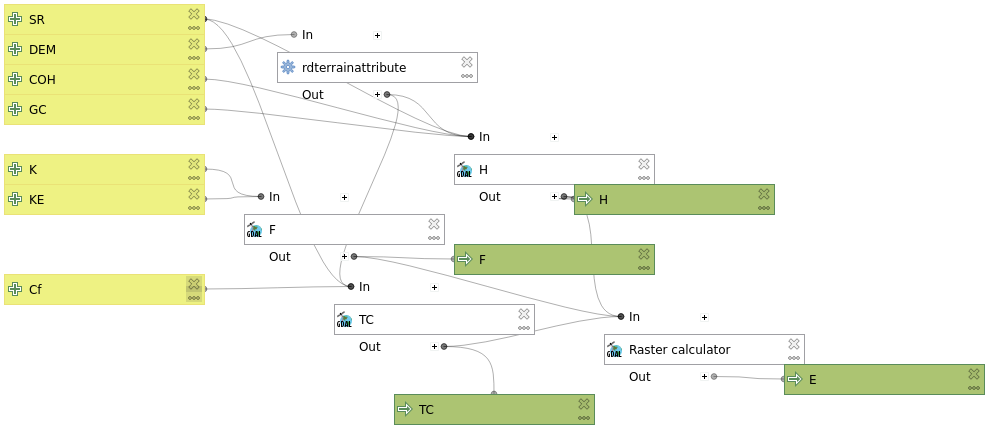 SR
DEM
COH
GC
In
rdterrainattribute
Out
In
GDAL H
Out
H
K
KE
In
GDAL F
Out
F
Cf
In
GDAL TC
Out
TC
In
GDAL Raster calculator
Out
E